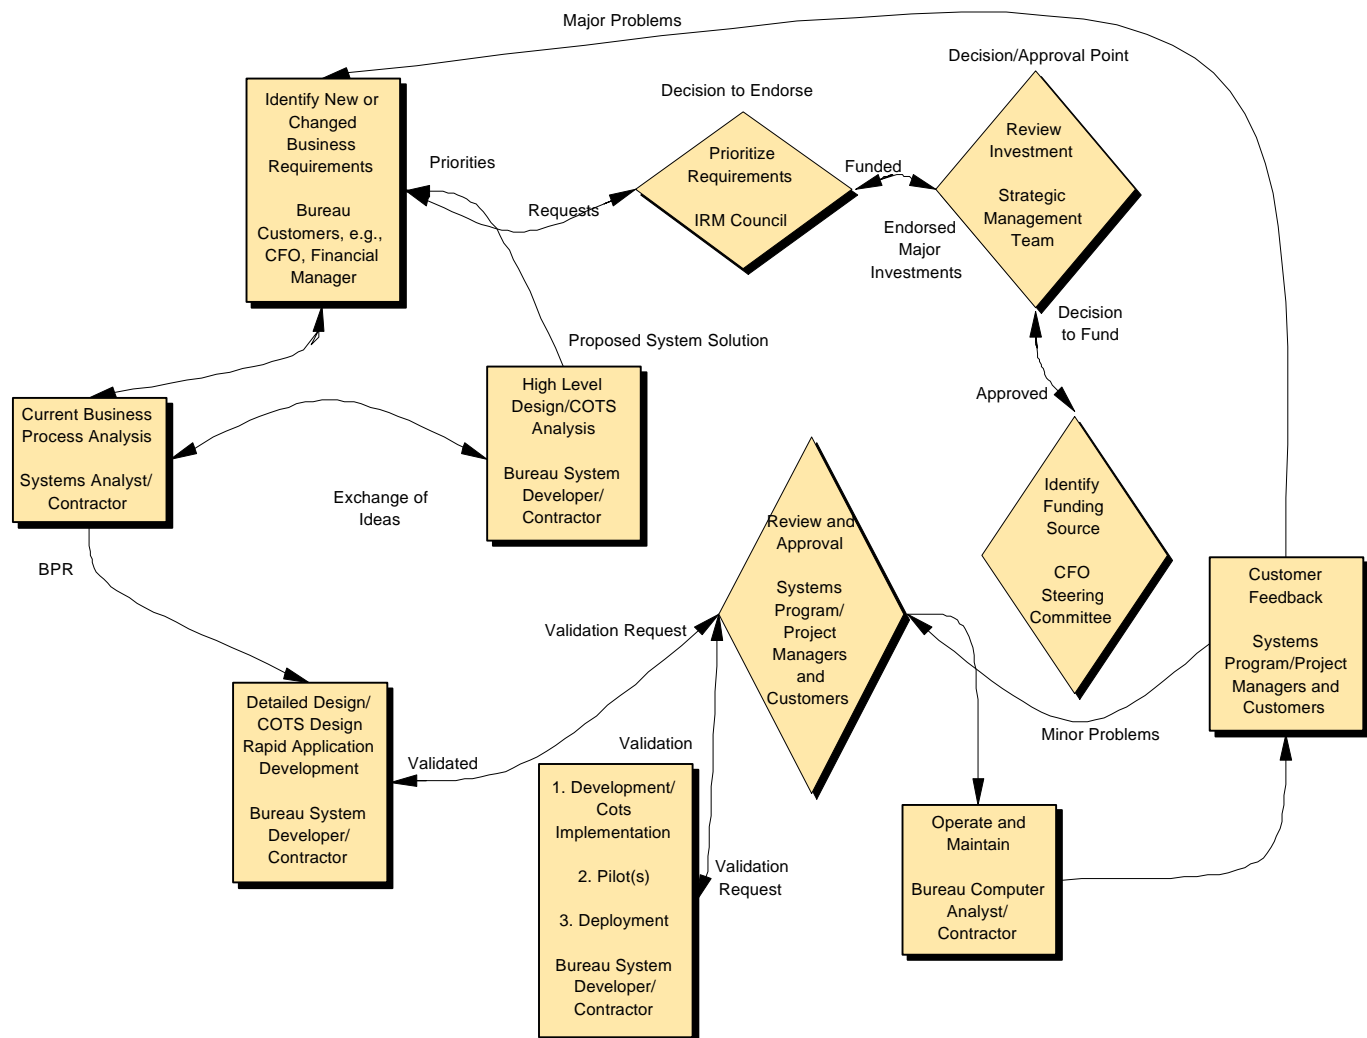 Major Problems
Decision/Approval Point
Decision to Endorse
Identify New or
Changed
Business
Requirements
Bureau
Customers, e.g.,
CFO, Financial
Manager
Priorities
Requests
Prioritize
Requirements
IRM Council
Funded
Endorsed
Major
Investments
Review
Investment
Strategic
Management
Team
Decision
to Fund
Approved
Proposed System Solution
Current Business
Process Analysis
Systems Analyst/
Contractor
Exchange of
Ideas
High Level
Design/COTS
Analysis
Bureau System
Developer/
Contractor
Identify
Funding
Source
CFO
Steering
Committee
BPR
Review and
Approval
Systems
Program/
Project
Managers
and
Customers
Customer
Feedback
Systems
Program/Project
Managers and
Customers
Validation Request
Validated
Validation
Minor Problems
Detailed Design/
COTS Design
Rapid Application
Development
Bureau System
Developer/
Contractor
1. Development/
Cots
Implementation
2. Pilot(s)
3. Deployment
Bureau System
Developer/
Contractor
Validation
Request
Operate and
Maintain
Bureau Computer
Analyst/
Contractor